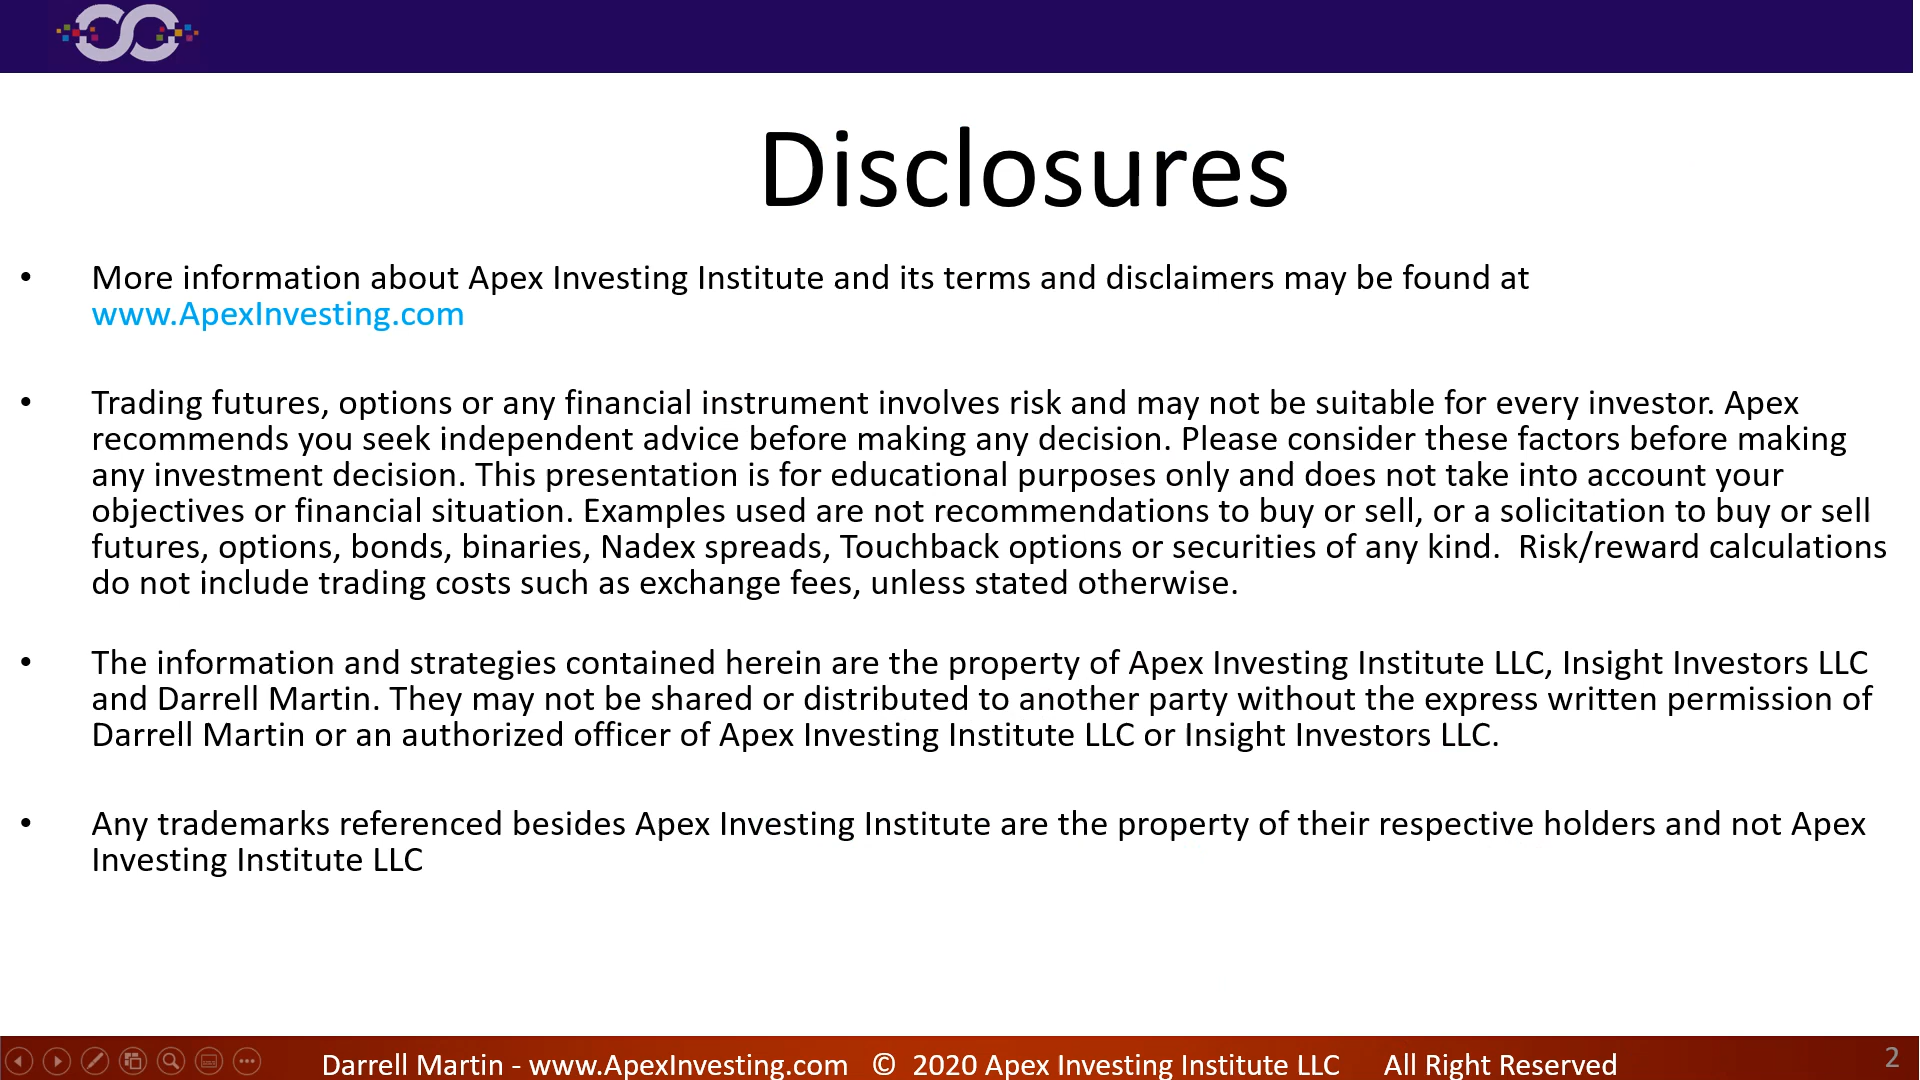 Disclosures
• More information about Apex Investing Institute and its terms and disclaimers may be found at
www.ApexInvesting.com
• Trading futures, options or any financial instrument involves risk and may not be suitable for every investor. Apex
recommends you seek independent advice before making any decision. Please consider these factors before making
any investment decision. This presentation is for educational purposes only and does not take into account your
objectives or financial situation. Examples used are not recommendations to buy or sell, or a solicitation to buy or sell
futures, options, bonds, binaries, Nadex spreads, Touchback options or securities of any kind.  Risk/reward calculations
do not include trading costs such as exchange fees, unless stated otherwise.
• The information and strategies contained herein are the property of Apex Investing Institute LLC, Insight Investors LLC
and Darrell Martin. They may not be shared or distributed to another party without the express written permission of
Darrell Martin or an authorized officer of Apex Investing Institute LLC or Insight Investors LLC.
• Any trademarks referenced besides Apex Investing Institute are the property of their respective holders and not Apex
Investing Institute LLC
Darrell Martin - www.ApexInvesting.com © 2020 Apex Investing Institute LLC All Right Reserved
2